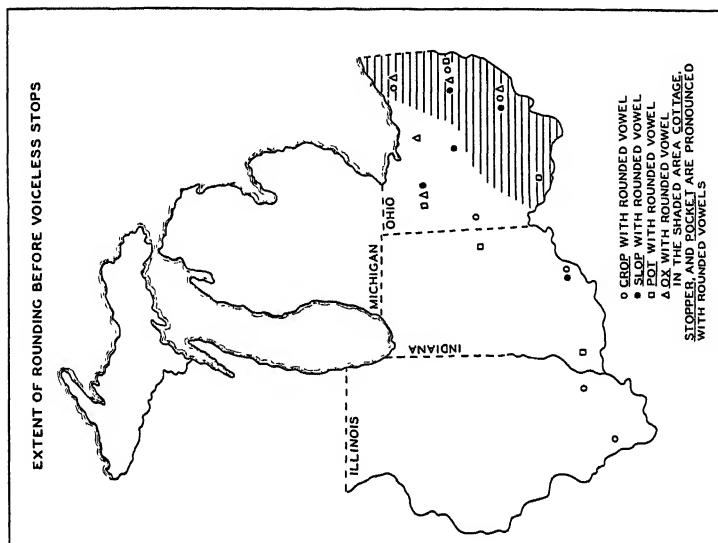 EXTENT OF ROUNDING BEFORE VOICELESS STOPS
MICHIGAN
OHIO
ILLINOIS
INDIANA
○ CROP WITH ROUNDED VOWEL
● SLOP WITH ROUNDED VOWEL
□ POT WITH ROUNDED VOWEL
△ OX WITH ROUNDED VOWEL
IN THE SHADED AREA COTTAGE,
STOPPER, AND POCKET ARE PRONOUNCED
WITH ROUNDED VOWELS